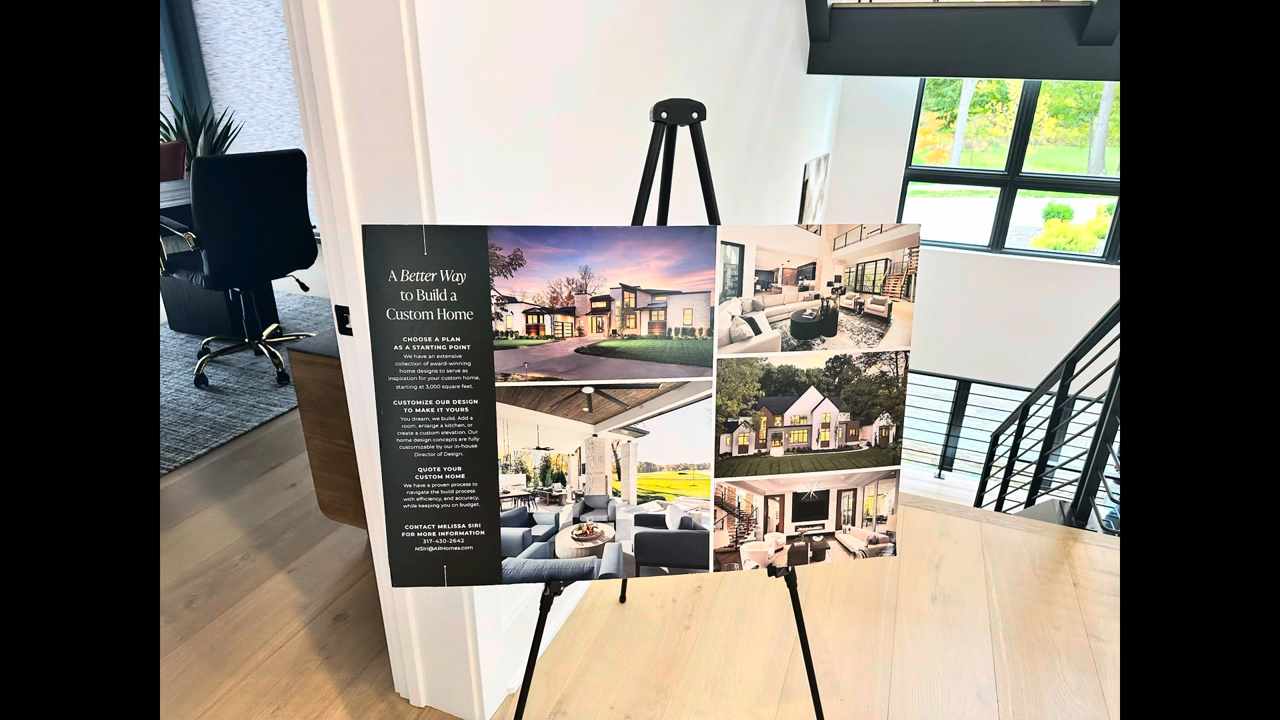 A Better Way
to Build a
Custom Home
CHOOSE A PLAN
AS A STARTING POINT
We have an extensive
collection of award-winning
home designs to serve as
inspiration for your custom home,
starting at 3,000 square feet.
CUSTOMIZE OUR DESIGN
TO MAKE IT YOURS
You dream, we build. Add a
room, enlarge a kitchen, or
create a custom elevation. Our
home design concepts are fully
customizable by our in-house
Director of Design.
QUOTE YOUR
CUSTOM HOME
We have a proven process to
navigate the build process
with efficiency, and accuracy,
while keeping you on budget.
CONTACT MELISSA SIRI
FOR MORE INFORMATION
317-430-2642
MSiri@ARHomes.com